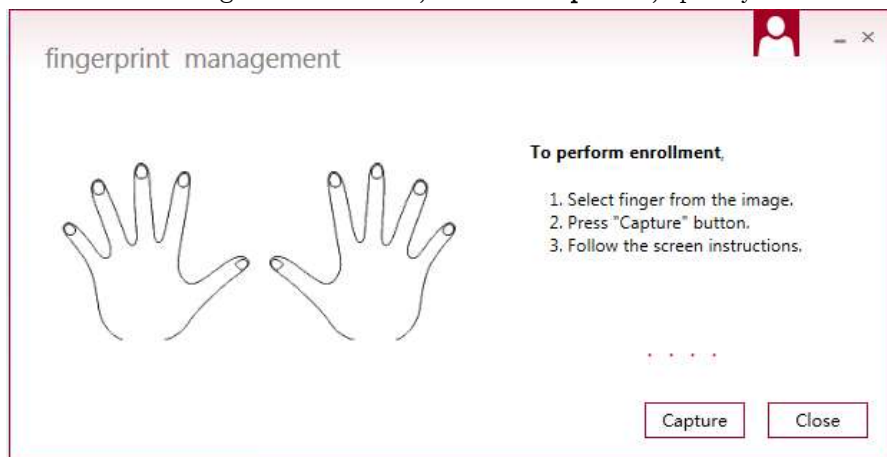 fingerprint management
To perform enrollment,
1. Select finger from the image.
2. Press "Capture" button.
3. Follow the screen instructions.
Capture
Close